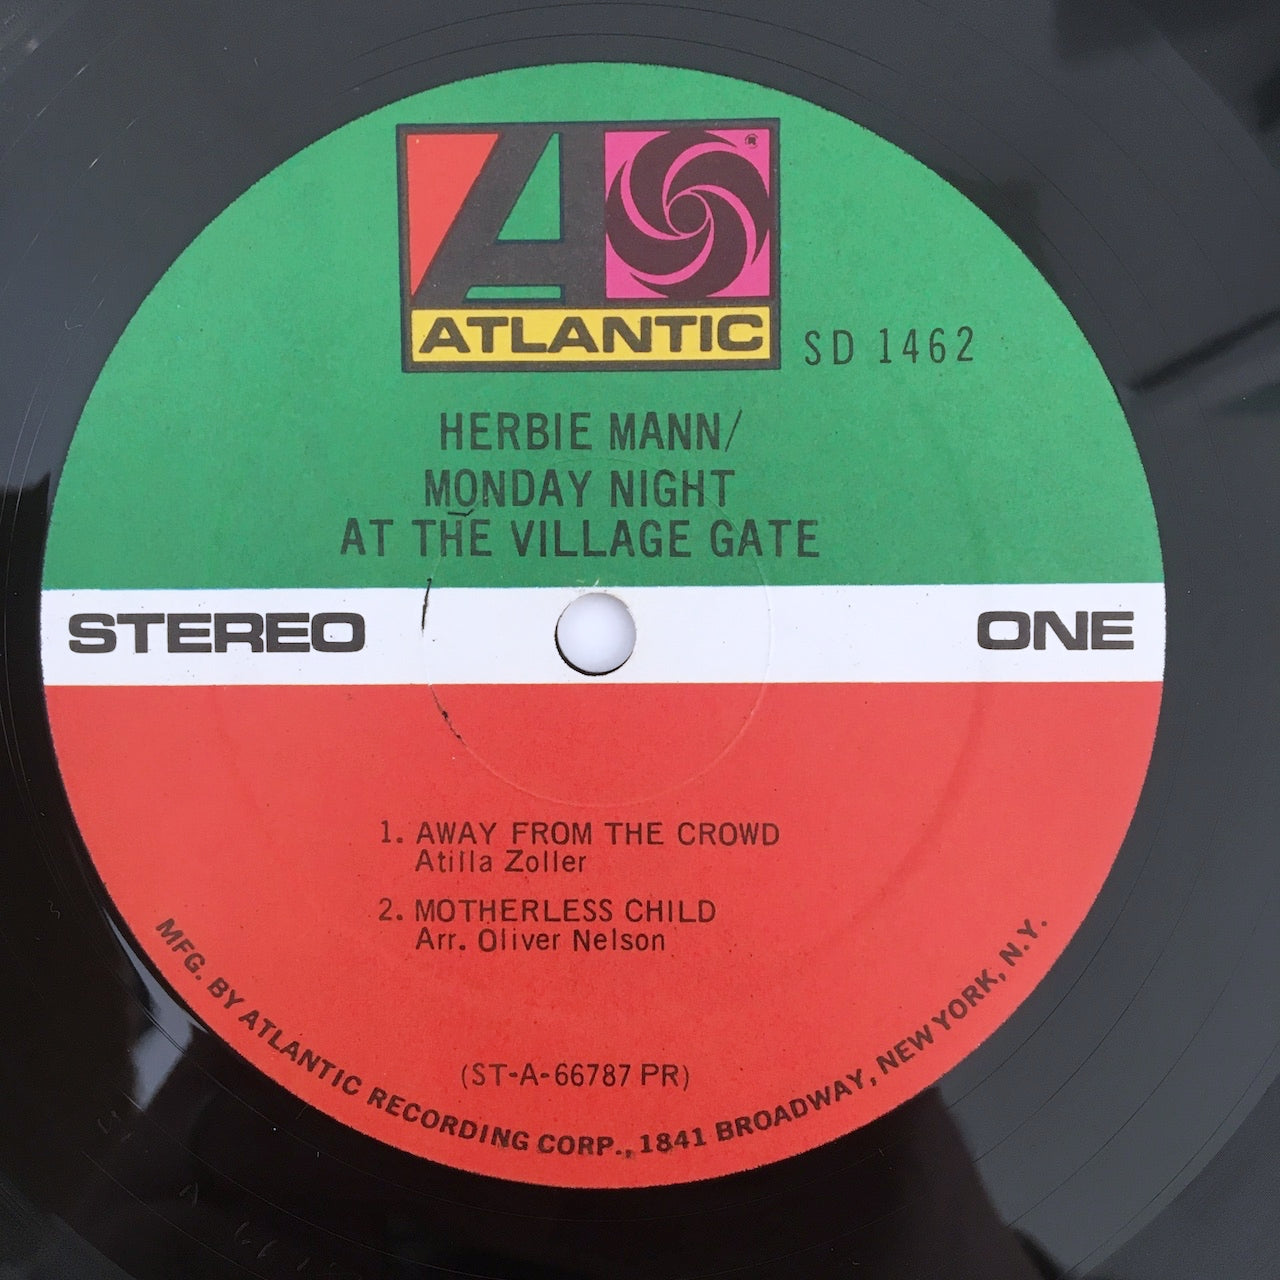 A
®
ATLANTIC
SD 1462
HERBIE MANN/
MONDAY NIGHT
AT THE VILLAGE GATE
STEREO
ONE
1. AWAY FROM THE CROWD
Atilla Zoller
2. MOTHERLESS CHILD
Arr. Oliver Nelson
(ST-A-66787 PR)
MFG. BY ATLANTIC RECORDING CORP., 1841 BROADWAY, NEW YORK, N.Y.